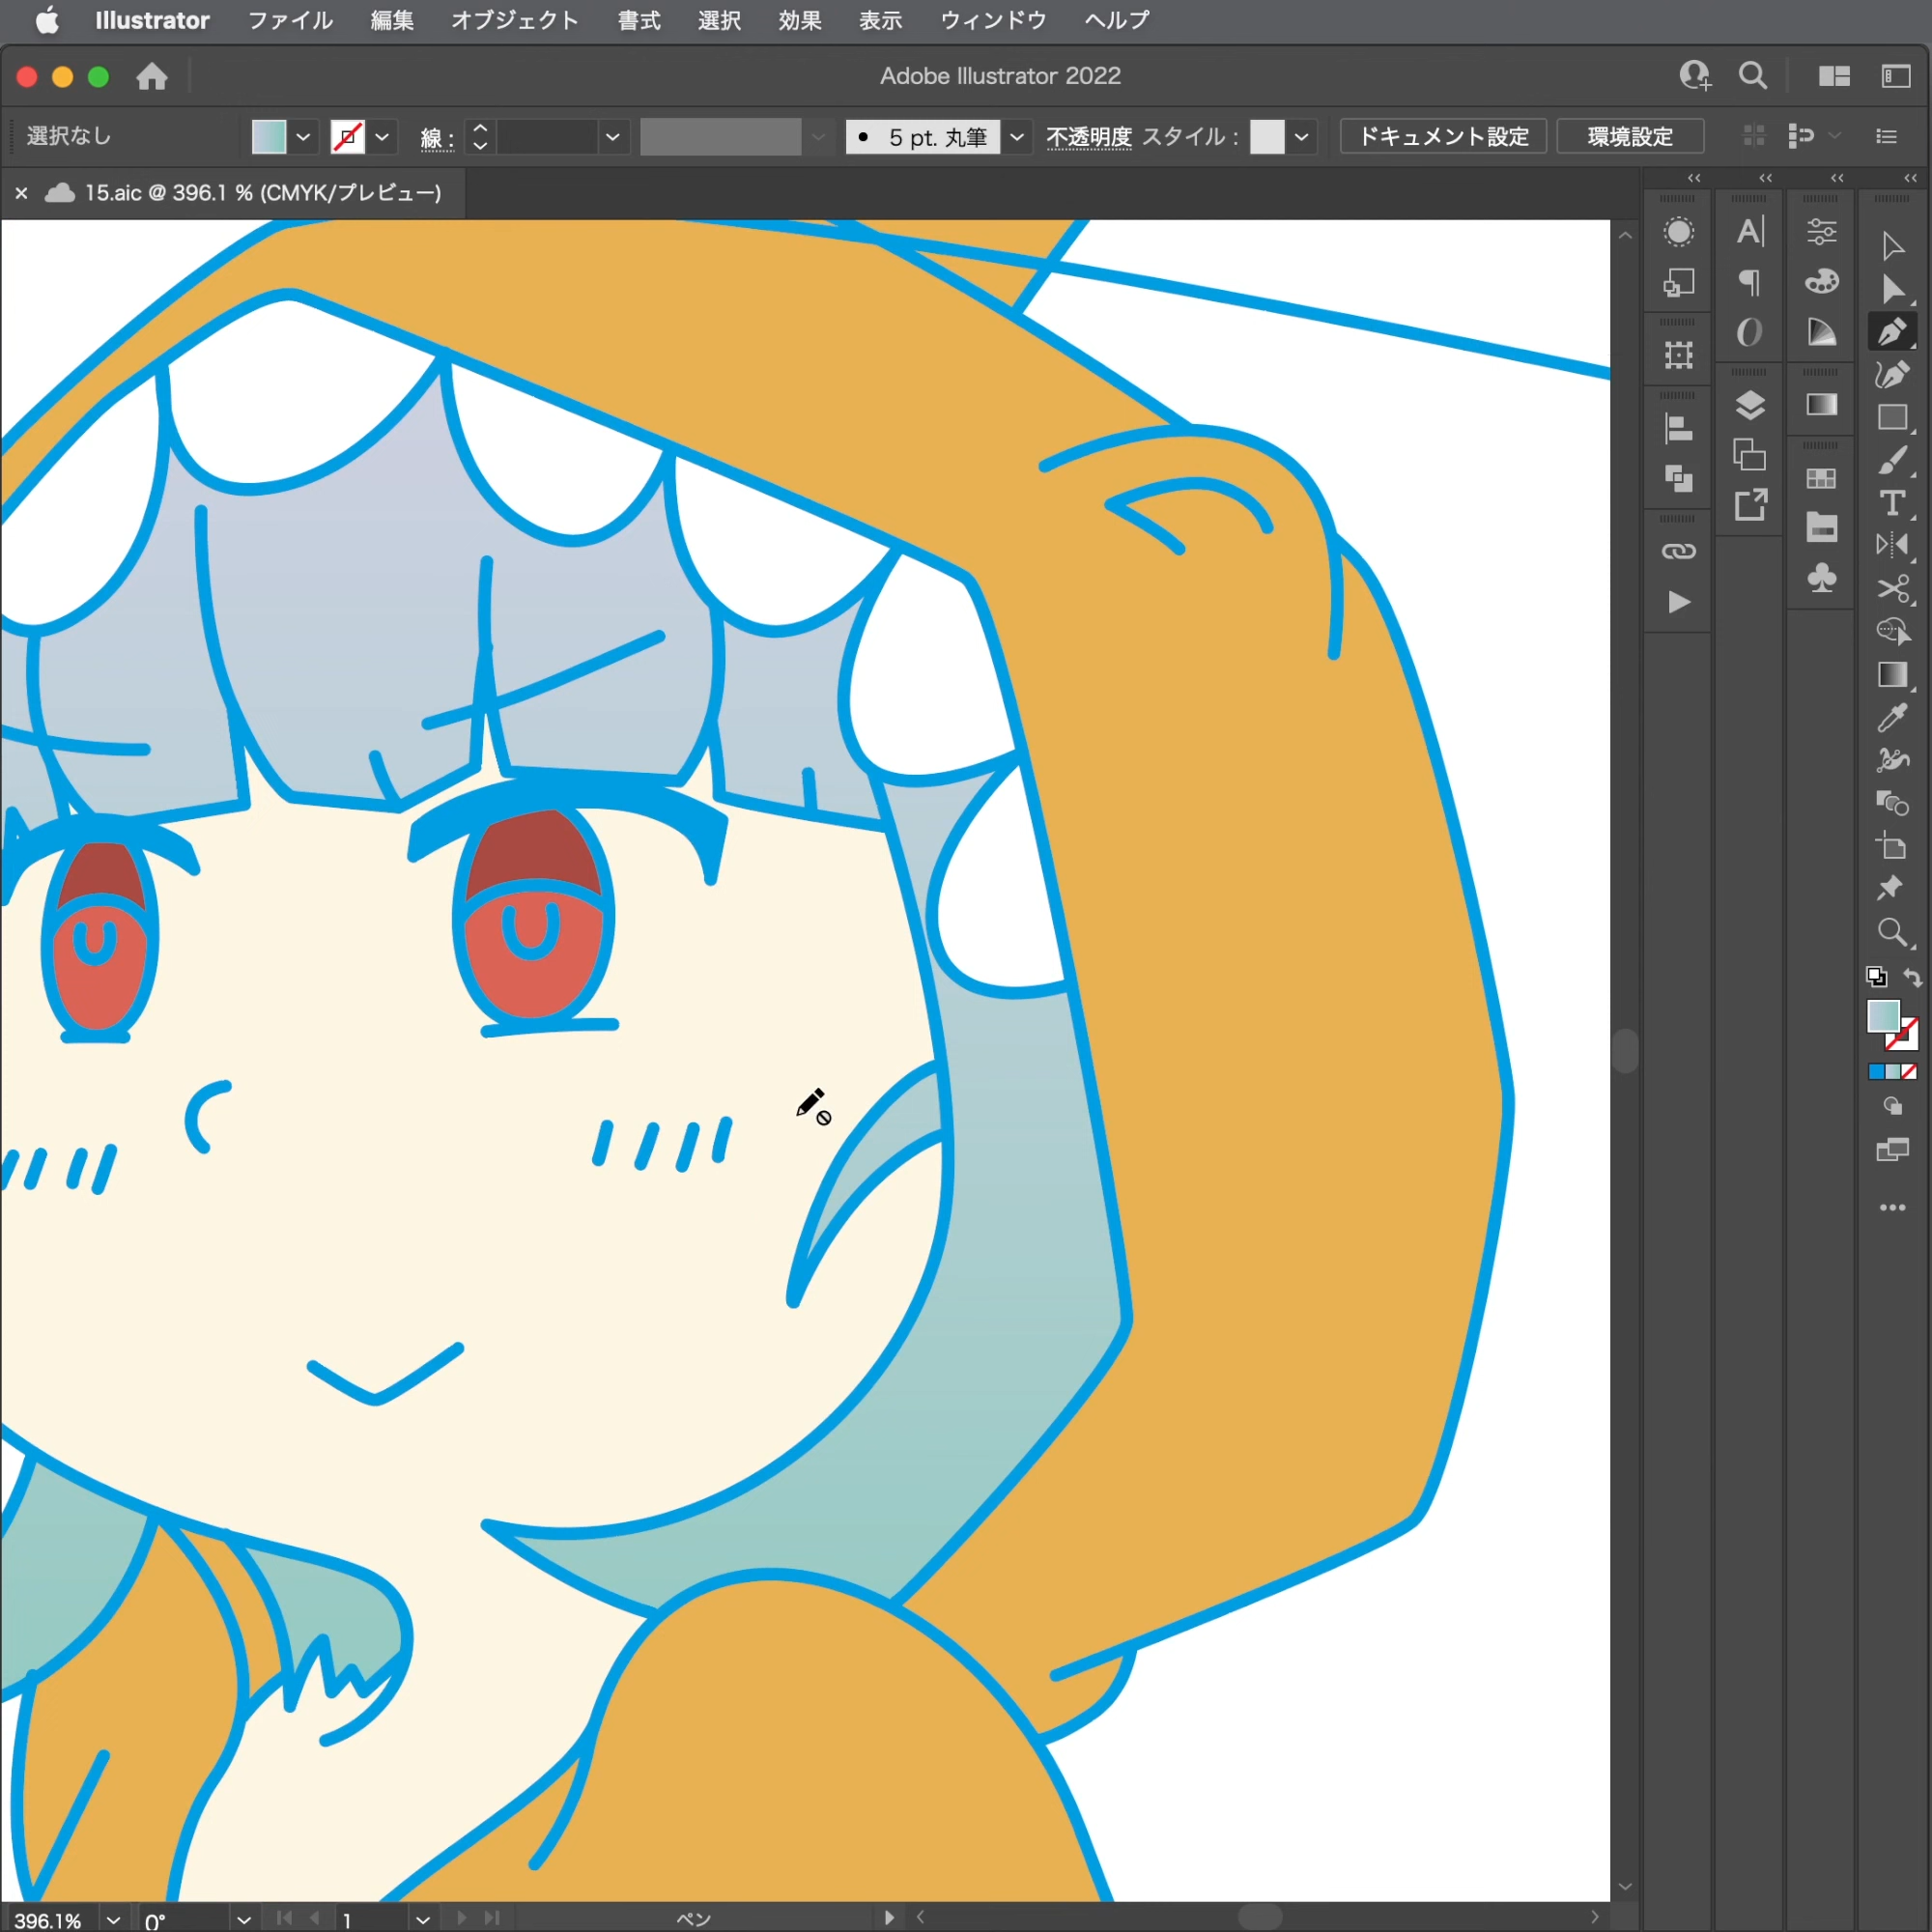 Illustrator ファイル 編集 オブジェクト 書式 選択 効果 表示 ウィンドウ ヘルプ
Adobe Illustrator 2022
選択なし 線 : 5 pt. 丸筆 不透明度 スタイル : ドキュメント設定 環境設定
15.aic @ 396.1 % (CMYK/プレビュー)
396.1% 0° 1 ペン